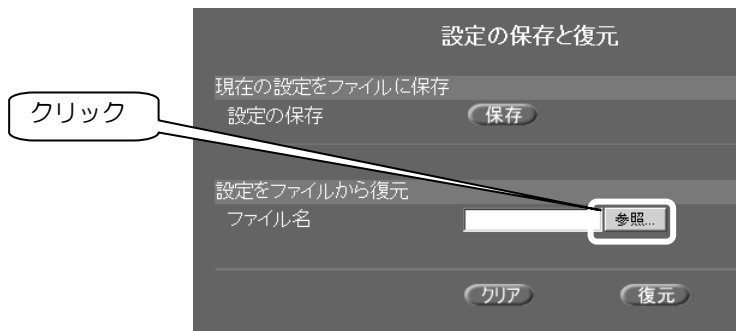 設定の保存と復元
現在の設定をファイルに保存
クリック
設定の保存 保存
設定をファイルから復元
ファイル名 参照...
クリア 復元